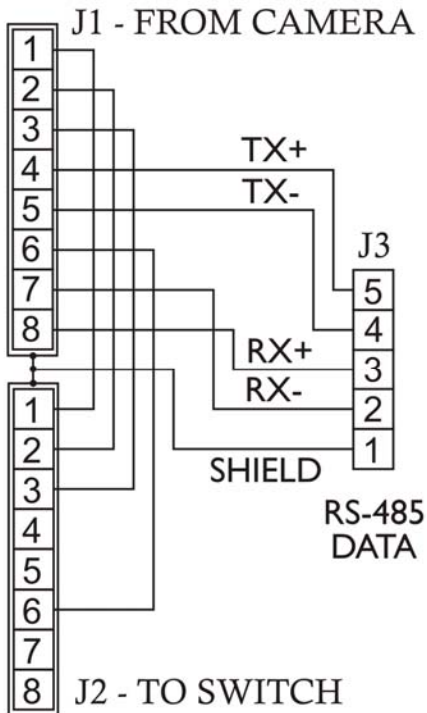 J1 - FROM CAMERA
1
2
3
4
5
6
7
8
TX+
TX-
RX+
RX-
SHIELD
J3
5
4
3
2
1
RS-485
DATA
1
2
3
4
5
6
7
8
J2 - TO SWITCH